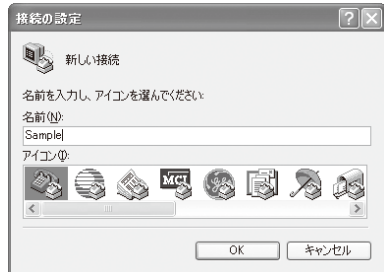 接続の設定
新しい接続
名前を入力し、アイコンを選んでください:
名前(N):
Sample
アイコン(I):
MCI
OK
キャンセル